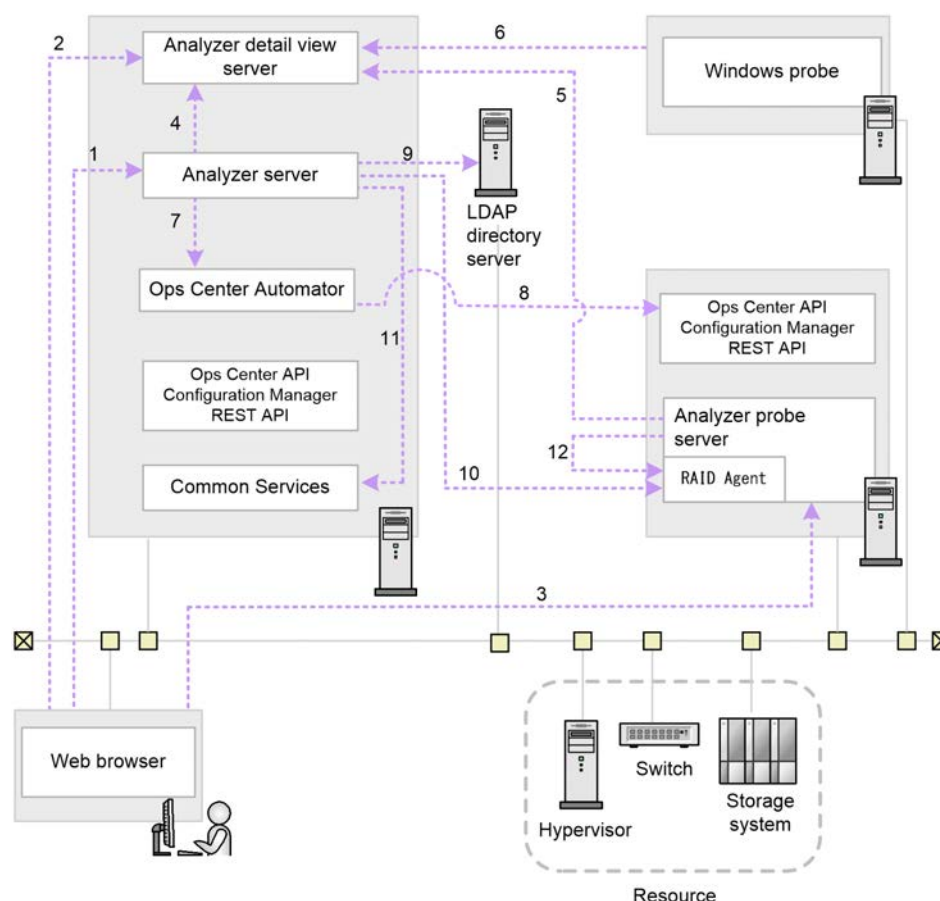 2
Analyzer detail view
server
6
Windows probe
5
4
1
Analyzer server
9
LDAP
directory
server
7
Ops Center Automator
8
Ops Center API
Configuration Manager
REST API
11
Ops Center API
Configuration Manager
REST API
Analyzer probe
server
12
RAID Agent
10
Common Services
3
Web browser
Hypervisor
Switch
Storage
system
Resource